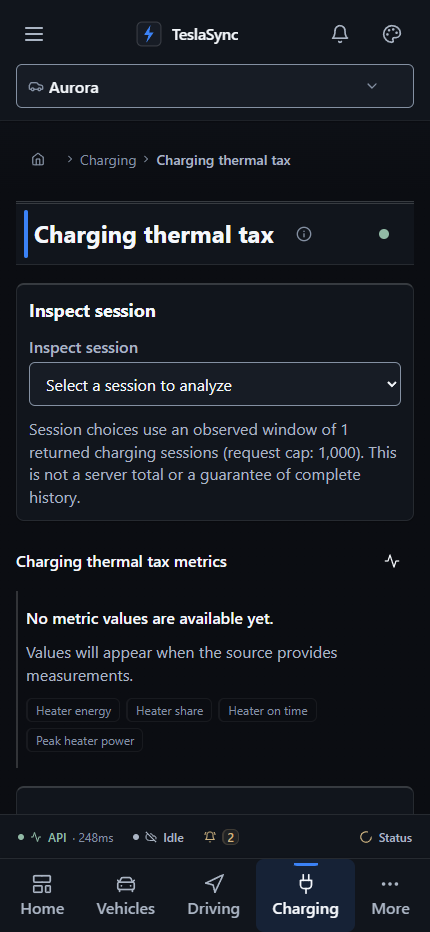 TeslaSync
Aurora
Charging
Charging thermal tax
Charging thermal tax
Inspect session
Inspect session
Select a session to analyze
Session choices use an observed window of 1
returned charging sessions (request cap: 1,000). This
is not a server total or a guarantee of complete
history.
Charging thermal tax metrics
No metric values are available yet.
Values will appear when the source provides
measurements.
Heater energy Heater share Heater on time
Peak heater power
API · 248ms Idle 2 Status
Home Vehicles Driving Charging More